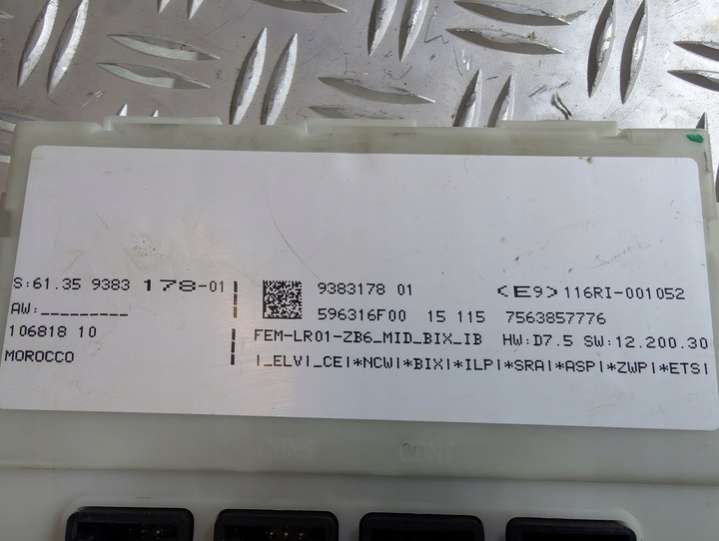 S:61.35 9383 178-01
AW:_________
106818 10
MOROCCO
9383178 01
<E9>116RI-001052
596316F00 15 115 7563857776
FEM-LR01-ZB6_MID_BIX_IB HW:D7.5 SW:12.200.30
|_ELV|_CE|*NCW|*BIX|*ILP|*SRA|*ASP|*ZWP|*ETS|